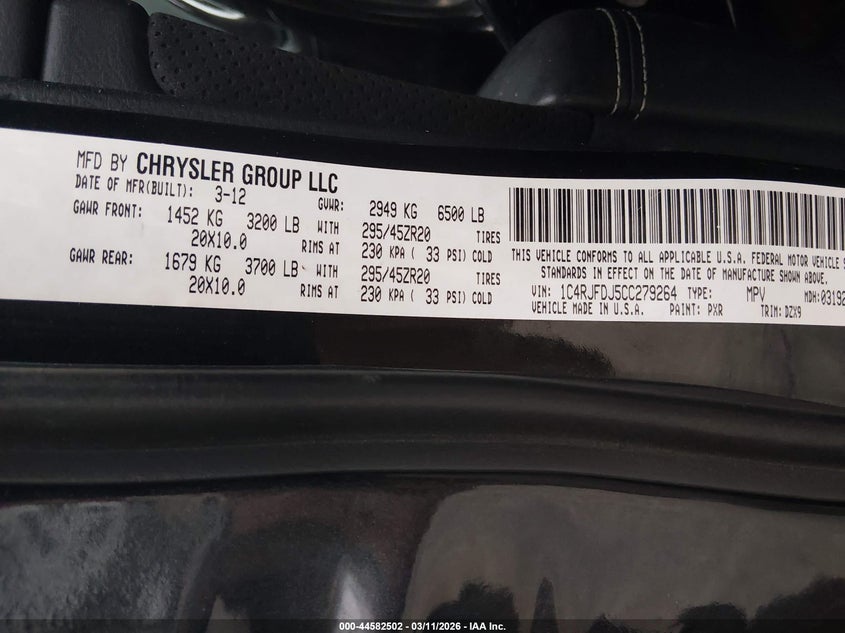 MFD BY CHRYSLER GROUP LLC
DATE OF MFR(BUILT): 3-12 GVWR: 2949 KG 6500 LB
GAWR FRONT: 1452 KG 3200 LB WITH 295/45ZR20 TIRES
20X10.0 RIMS AT 230 KPA ( 33 PSI) COLD
GAWR REAR: 1679 KG 3700 LB WITH 295/45ZR20 TIRES
20X10.0 RIMS AT 230 KPA ( 33 PSI) COLD
THIS VEHICLE CONFORMS TO ALL APPLICABLE U.S.A. FEDERAL MOTOR VEHICLE S
STANDARDS IN EFFECT ON THE DATE OF MANUFACTURE SHOWN ABOVE.
VIN: 1C4RJFDJ5CC279264 TYPE: MPV MDH: 03192
VEHICLE MADE IN U.S.A. PAINT: PXR TRIM: DZX9
000-44582502 - 03/11/2026 - IAA Inc.